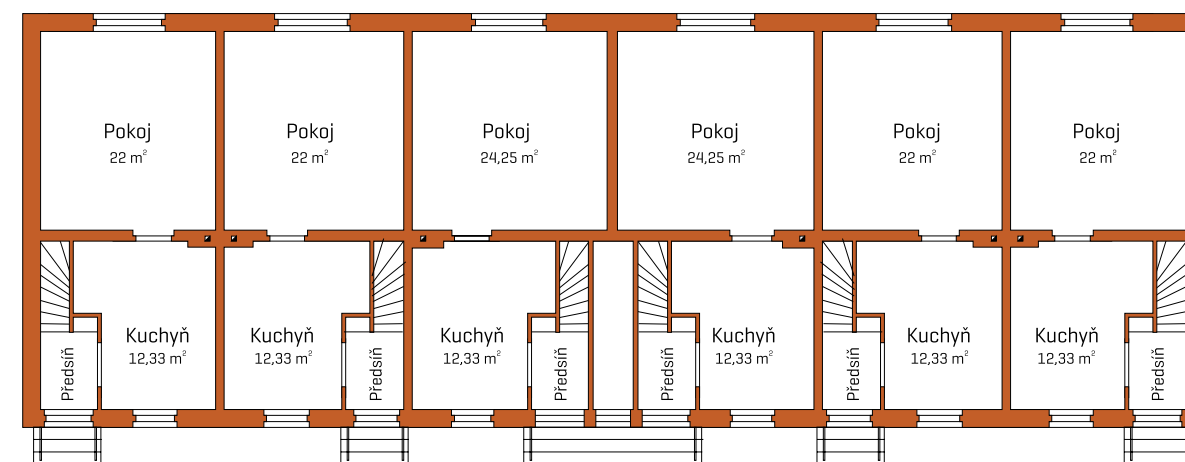 Pokoj
22 m²
Pokoj
22 m²
Pokoj
24,25 m²
Pokoj
24,25 m²
Pokoj
22 m²
Pokoj
22 m²
Kuchyň
12,33 m²
Kuchyň
12,33 m²
Kuchyň
12,33 m²
Kuchyň
12,33 m²
Kuchyň
12,33 m²
Kuchyň
12,33 m²
Předsíň
Předsíň
Předsíň
Předsíň
Předsíň
Předsíň